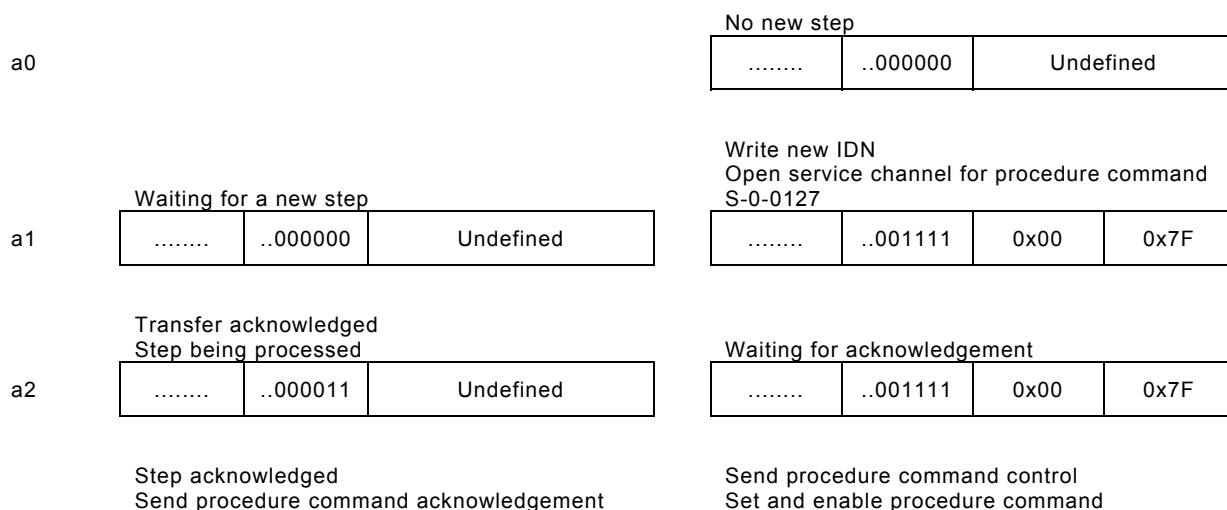 No new step
a0 ........ ..000000 Undefined
Write new IDN
Open service channel for procedure command
Waiting for a new step S-0-0127
a1 ........ ..000000 Undefined ........ ..001111 0x00 0x7F
Transfer acknowledged
Step being processed Waiting for acknowledgement
a2 ........ ..000011 Undefined ........ ..001111 0x00 0x7F
Step acknowledged Send procedure command control
Send procedure command acknowledgement Set and enable procedure command